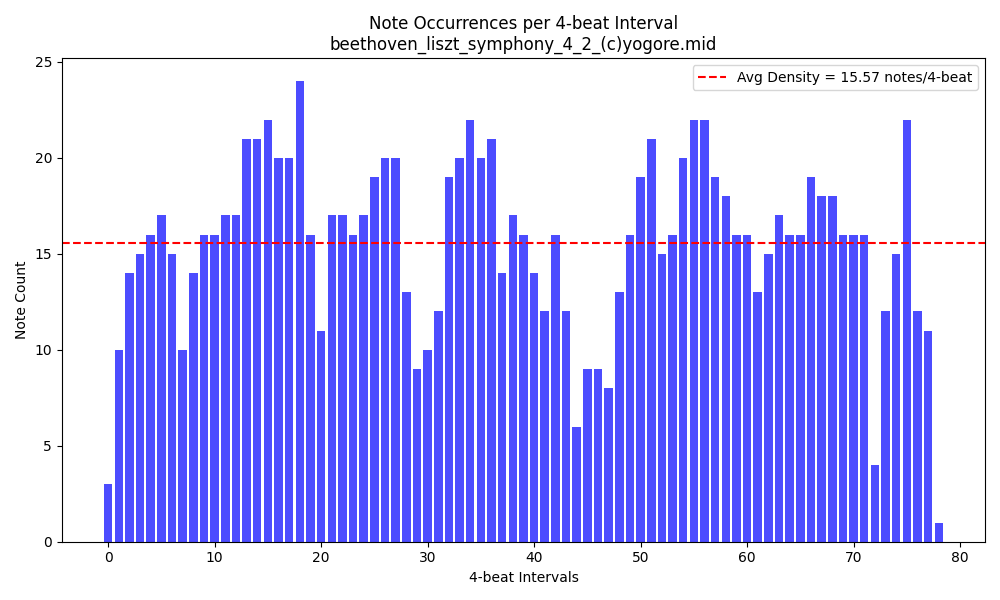 Note Occurrences per 4-beat Interval
beethoven_liszt_symphony_4_2_(c)yogore.mid
Avg Density = 15.57 notes/4-beat
Note Count
25
20
15
10
5
0
0 10 20 30 40 50 60 70 80
4-beat Intervals